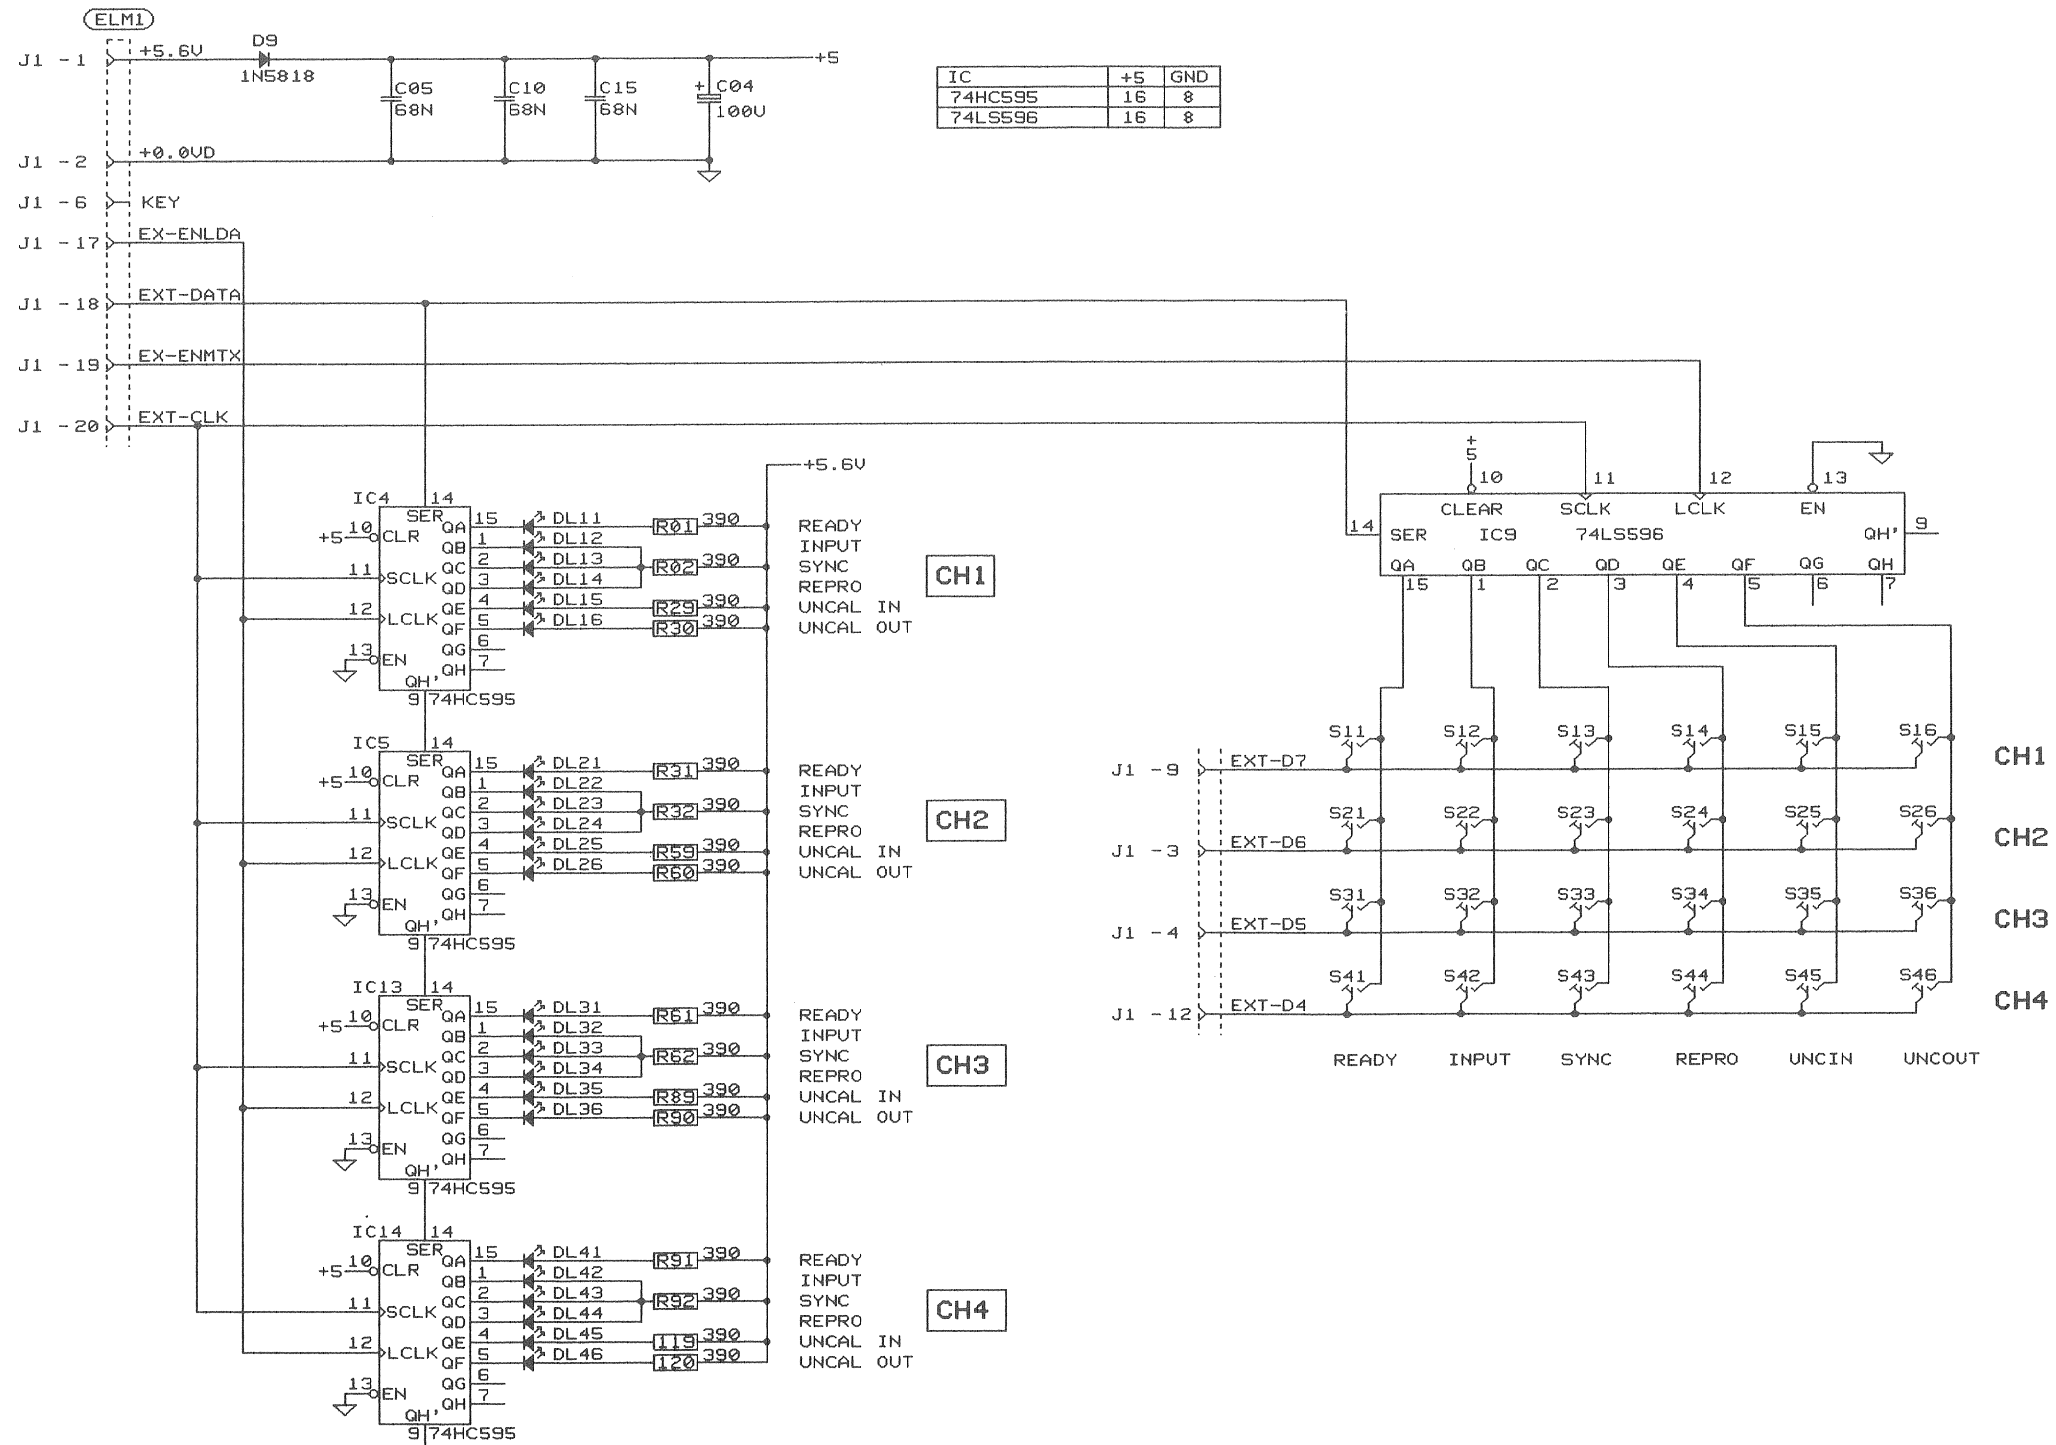 ELM1
J1 -1 +5.6V D9 1N5818 +5
C05 68N C10 68N C15 68N + C04 100U
J1 -2 +0.0VD
J1 -6 KEY
J1 -17 EX-ENLDA
J1 -18 EXT-DATA
J1 -19 EX-ENMTX
J1 -20 EXT-CLK
IC +5 GND
74HC595 16 8
74LS596 16 8
+5.6V
IC4 14
SER QA 15 DL11 R01 390 READY
+5 10 CLR QB 1 DL12 INPUT
QC 2 DL13 R02 390 SYNC
11 SCLK QD 3 DL14 REPRO
12 LCLK QE 4 DL15 R29 390 UNCAL IN
QF 5 DL16 R30 390 UNCAL OUT
13 EN QG 6
QH 7
QH' 9 74HC595
CH1
IC5 14
SER QA 15 DL21 R31 390 READY
+5 10 CLR QB 1 DL22 INPUT
QC 2 DL23 R32 390 SYNC
11 SCLK QD 3 DL24 REPRO
12 LCLK QE 4 DL25 R59 390 UNCAL IN
QF 5 DL26 R60 390 UNCAL OUT
13 EN QG 6
QH 7
QH' 9 74HC595
CH2
IC13 14
SER QA 15 DL31 R61 390 READY
+5 10 CLR QB 1 DL32 INPUT
QC 2 DL33 R62 390 SYNC
11 SCLK QD 3 DL34 REPRO
12 LCLK QE 4 DL35 R89 390 UNCAL IN
QF 5 DL36 R90 390 UNCAL OUT
13 EN QG 6
QH 7
QH' 9 74HC595
CH3
IC14 14
SER QA 15 DL41 R91 390 READY
+5 10 CLR QB 1 DL42 INPUT
QC 2 DL43 R92 390 SYNC
11 SCLK QD 3 DL44 REPRO
12 LCLK QE 4 DL45 119 390 UNCAL IN
QF 5 DL46 120 390 UNCAL OUT
13 EN QG 6
QH 7
QH' 9 74HC595
CH4
+
5 10 11 12 13
CLEAR SCLK LCLK EN
14 SER IC9 74LS596 QH' 9
QA QB QC QD QE QF QG QH
15 1 2 3 4 5 6 7
S11 S12 S13 S14 S15 S16
J1 -9 EXT-D7 CH1
S21 S22 S23 S24 S25 S26
J1 -3 EXT-D6 CH2
S31 S32 S33 S34 S35 S36
J1 -4 EXT-D5 CH3
S41 S42 S43 S44 S45 S46
J1 -12 EXT-D4 CH4
READY INPUT SYNC REPRO UNCIN UNCOUT